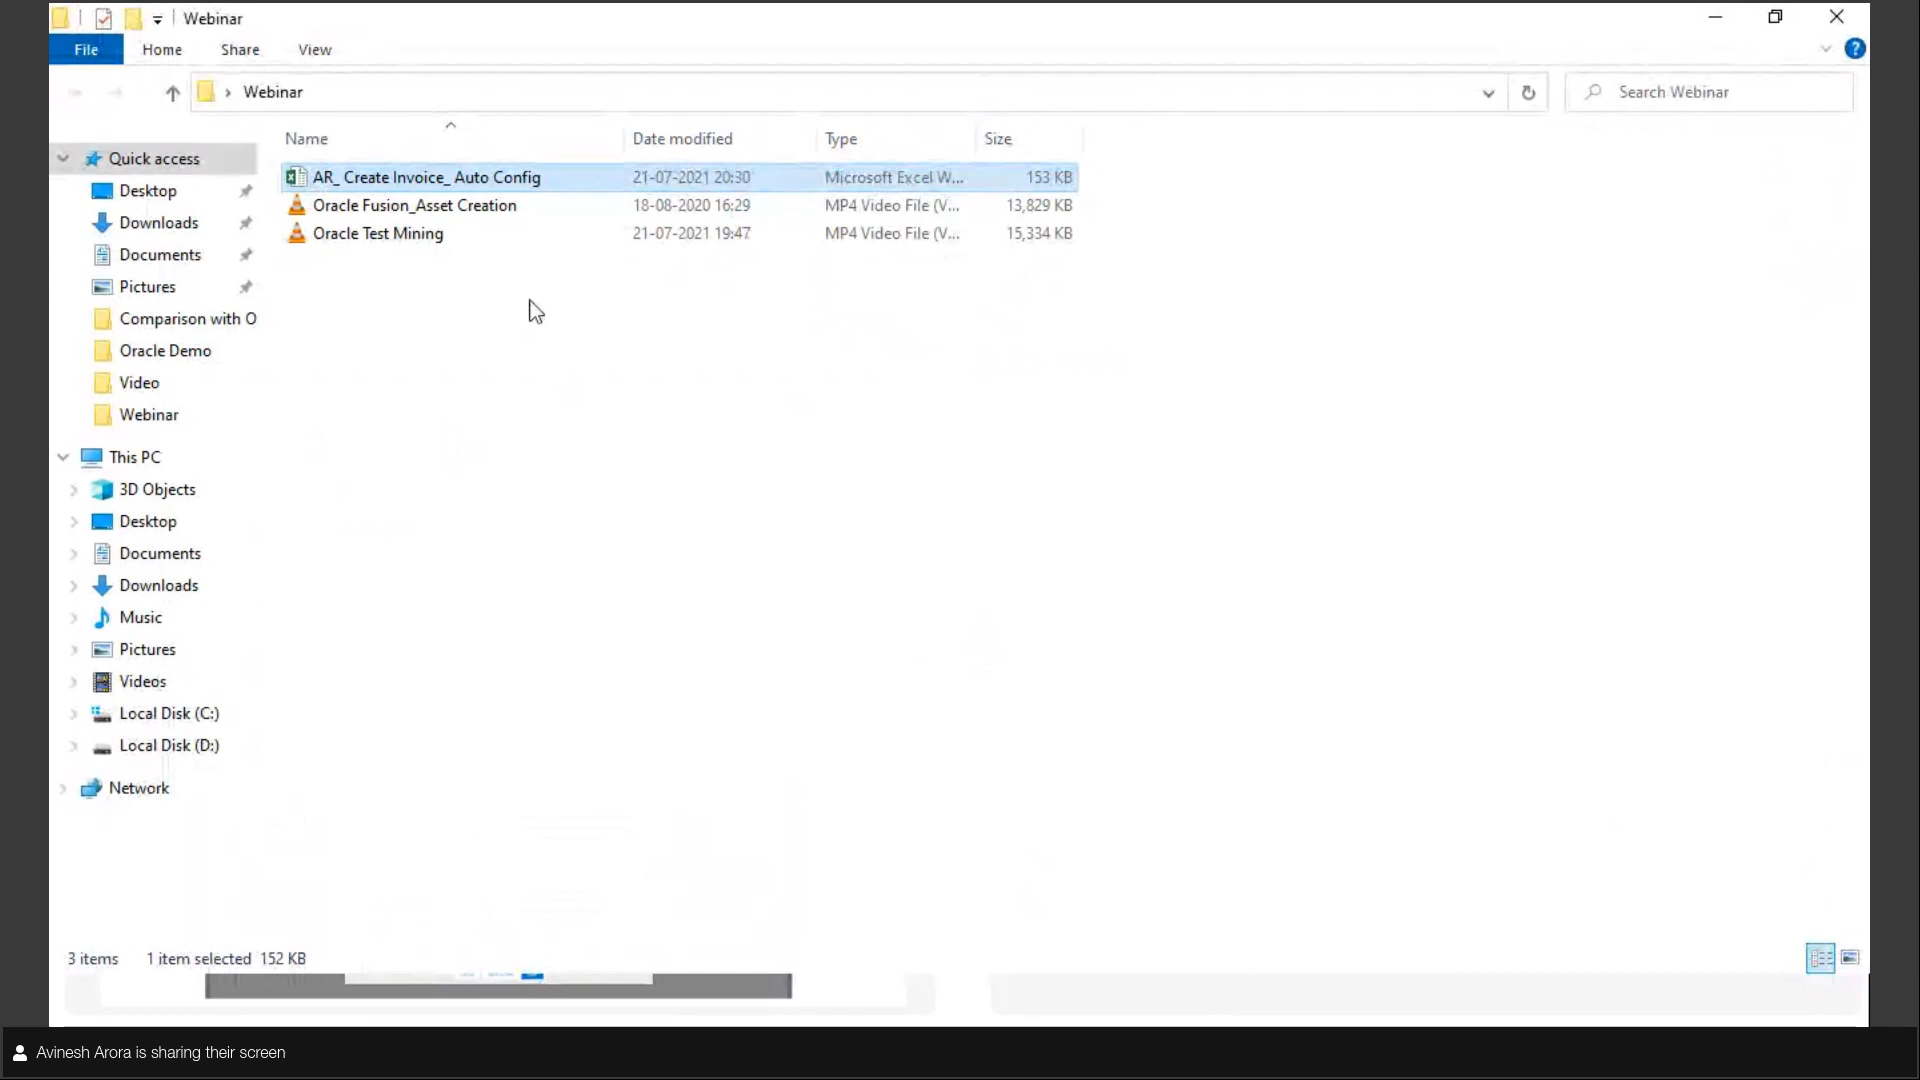 Webinar
File Home Share View
Webinar
Search Webinar
Name Date modified Type Size
Quick access
Desktop
Downloads
Documents
Pictures
Comparison with O
Oracle Demo
Video
Webinar
This PC
3D Objects
Desktop
Documents
Downloads
Music
Pictures
Videos
Local Disk (C:)
Local Disk (D:)
Network
AR_ Create Invoice_ Auto Config 21-07-2021 20:30 Microsoft Excel W... 153 KB
Oracle Fusion_Asset Creation 18-08-2020 16:29 MP4 Video File (V... 13,829 KB
Oracle Test Mining 21-07-2021 19:47 MP4 Video File (V... 15,334 KB
3 items 1 item selected 152 KB
Avinesh Arora is sharing their screen